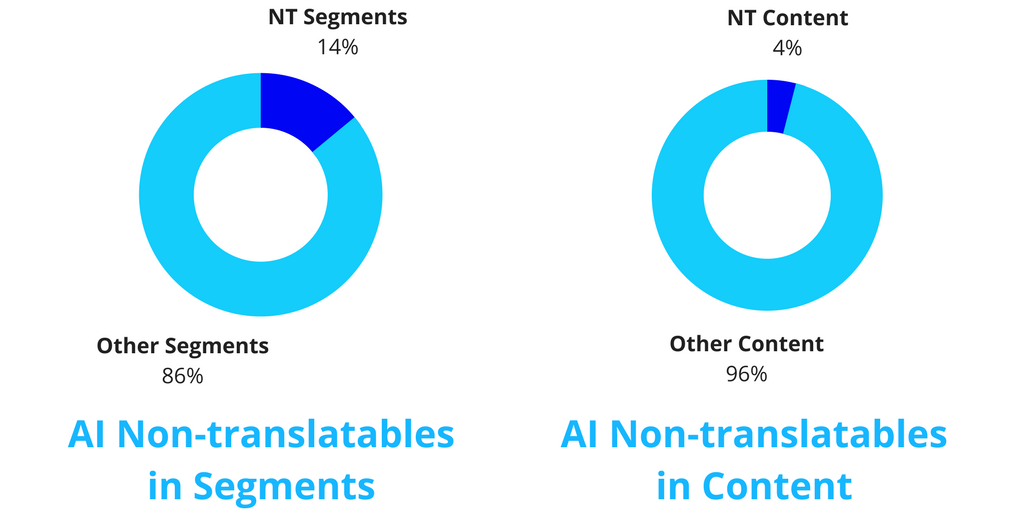 NT Segments
14%
Other Segments
86%
AI Non-translatables
in Segments
NT Content
4%
Other Content
96%
AI Non-translatables
in Content